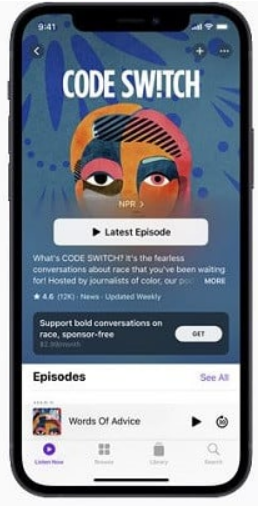 9:41
CODE SW!TCH
NPR >
▶ Latest Episode
What's CODE SWITCH? It's the fearless
conversations about race that you've been waiting
for! Hosted by journalists of color, our pod MORE
★ 4.6 (12K) · News · Updated Weekly
Support bold conversations on
race, sponsor-free
$2.99/month
GET
Episodes
See All
Words Of Advice
30
Listen Now
Browse
Library
Search